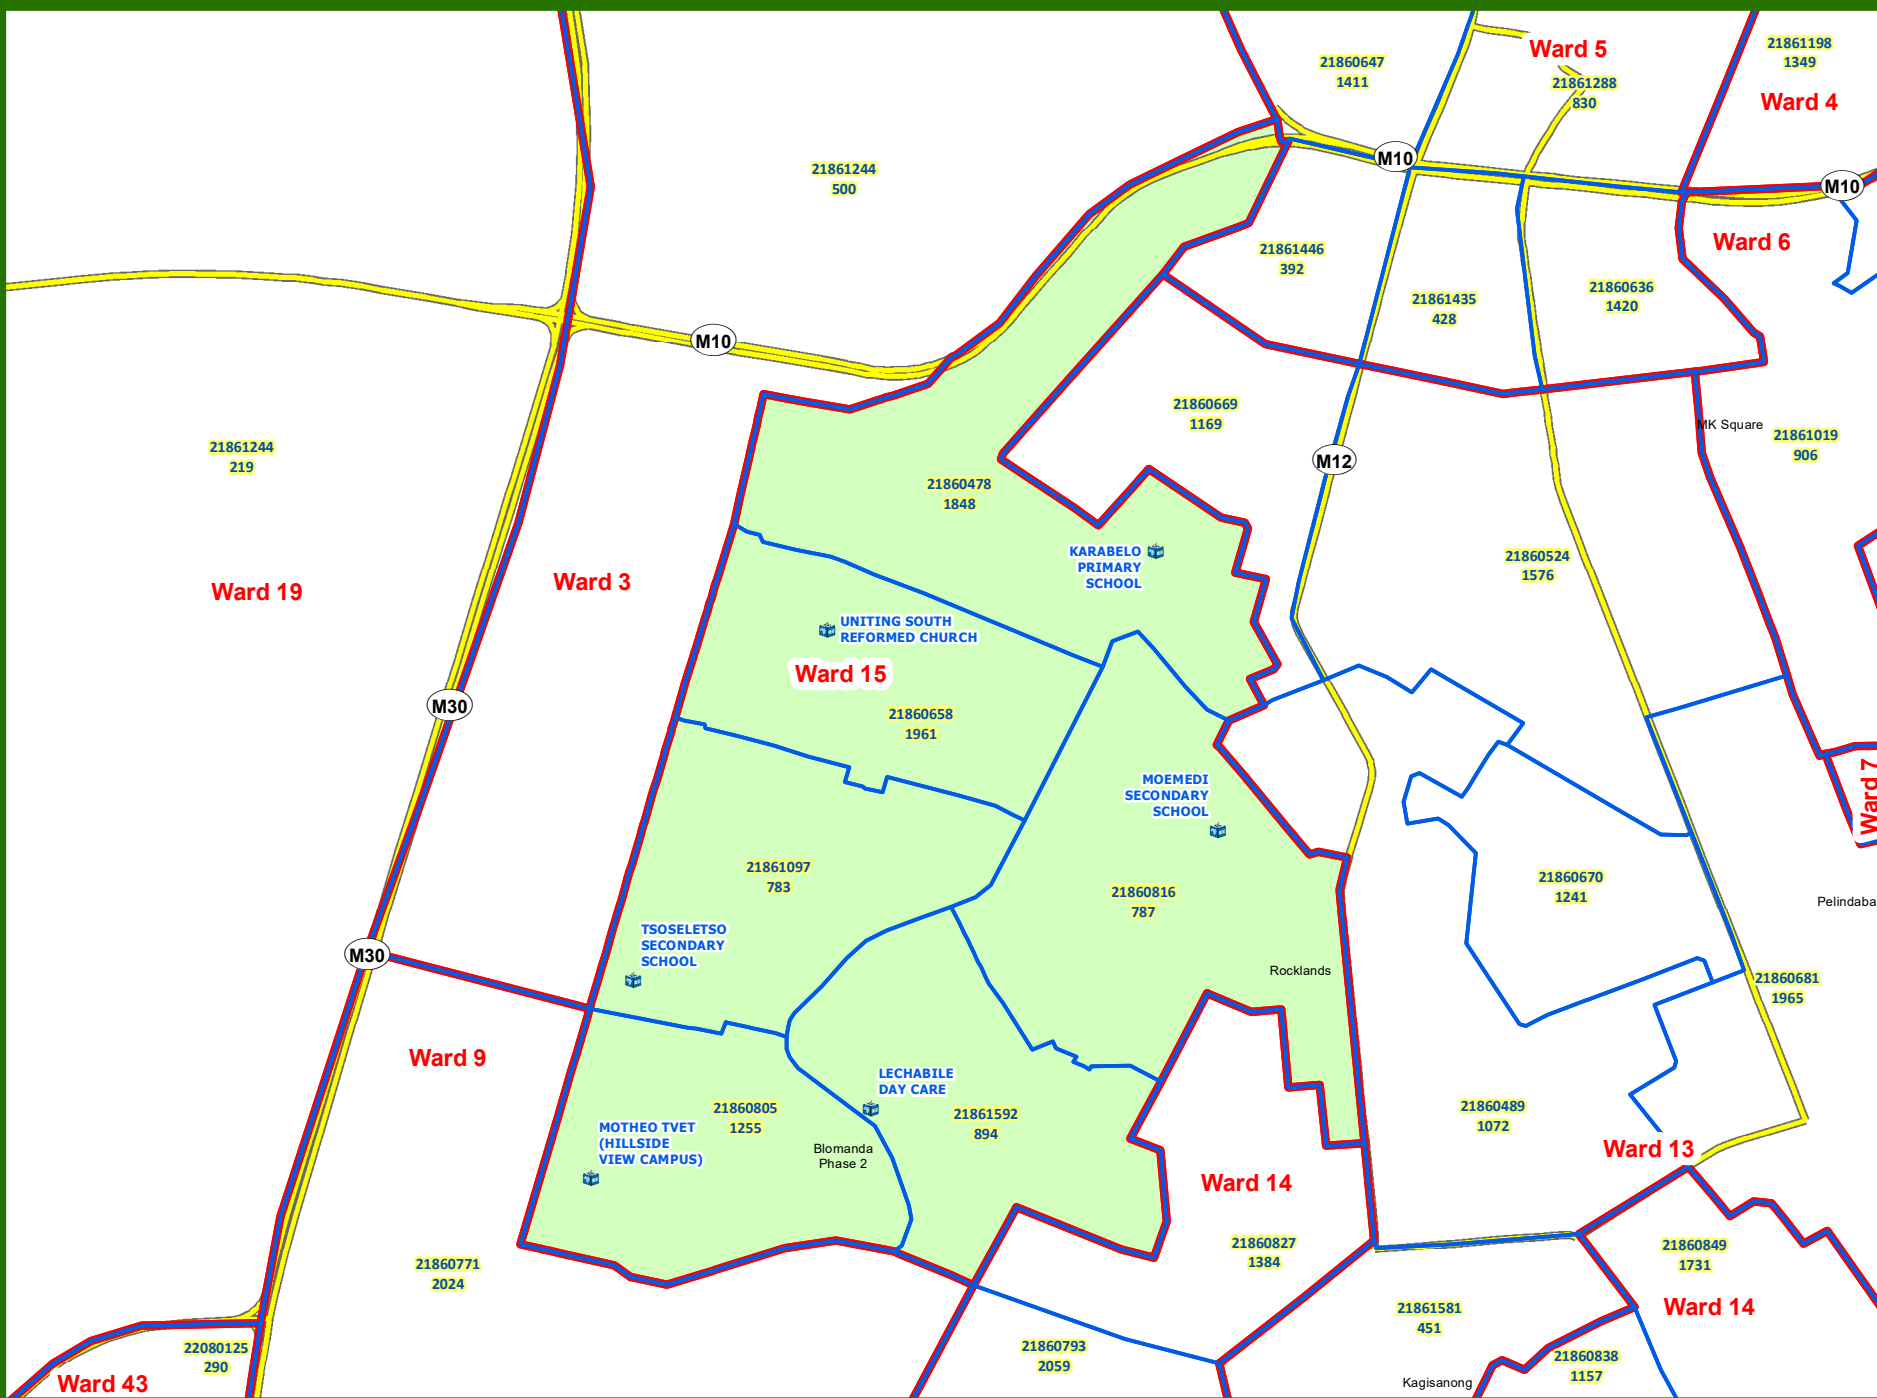 Ward 5
21861198
1349
21860647
1411
21861288
830
Ward 4
M10
21861244
500
M10
Ward 6
21861446
392
21861435
428
21860636
1420
M10
21860669
1169
MK Square
21861019
906
21861244
219
M12
21860478
1848
KARABELO
PRIMARY
SCHOOL
21860524
1576
Ward 19
Ward 3
UNITING SOUTH
REFORMED CHURCH
Ward 15
M30
21860658
1961
MOEMEDI
SECONDARY
SCHOOL
Ward 7
21861097
783
21860816
787
21860670
1241
Pelindaba
TSOSELETSO
SECONDARY
SCHOOL
M30
Rocklands
21860681
1965
Ward 9
LECHABILE
DAY CARE
21860805
1255
21861592
894
21860489
1072
MOTHEO TVET
(HILLSIDE
VIEW CAMPUS)
Blomanda
Phase 2
Ward 13
Ward 14
21860827
1384
21860849
1731
21860771
2024
21861581
451
Ward 14
22080125
290
21860793
2059
21860838
1157
Ward 43
Kagisanong